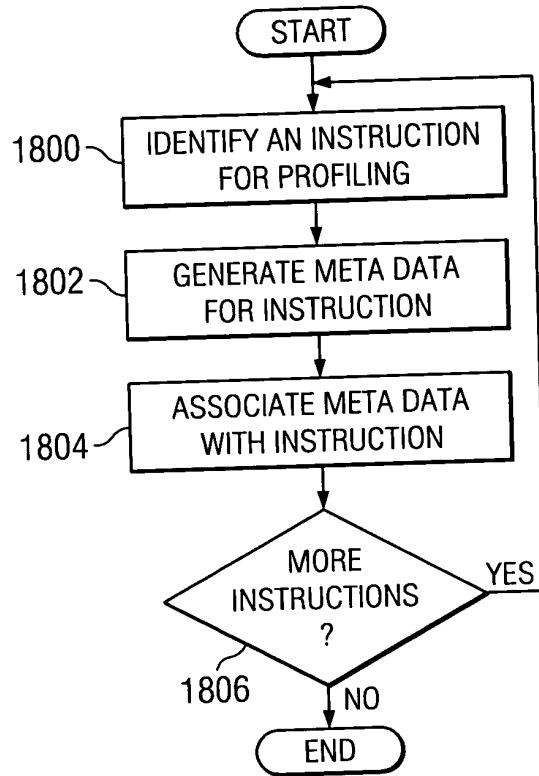 START
1800
IDENTIFY AN INSTRUCTION
FOR PROFILING
1802
GENERATE META DATA
FOR INSTRUCTION
1804
ASSOCIATE META DATA
WITH INSTRUCTION
MORE
INSTRUCTIONS
?
YES
1806
NO
END